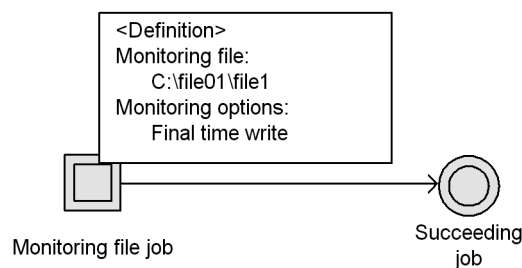 <Definition>
Monitoring file:
C:\file01\file1
Monitoring options:
Final time write
Monitoring file job
Succeeding
job